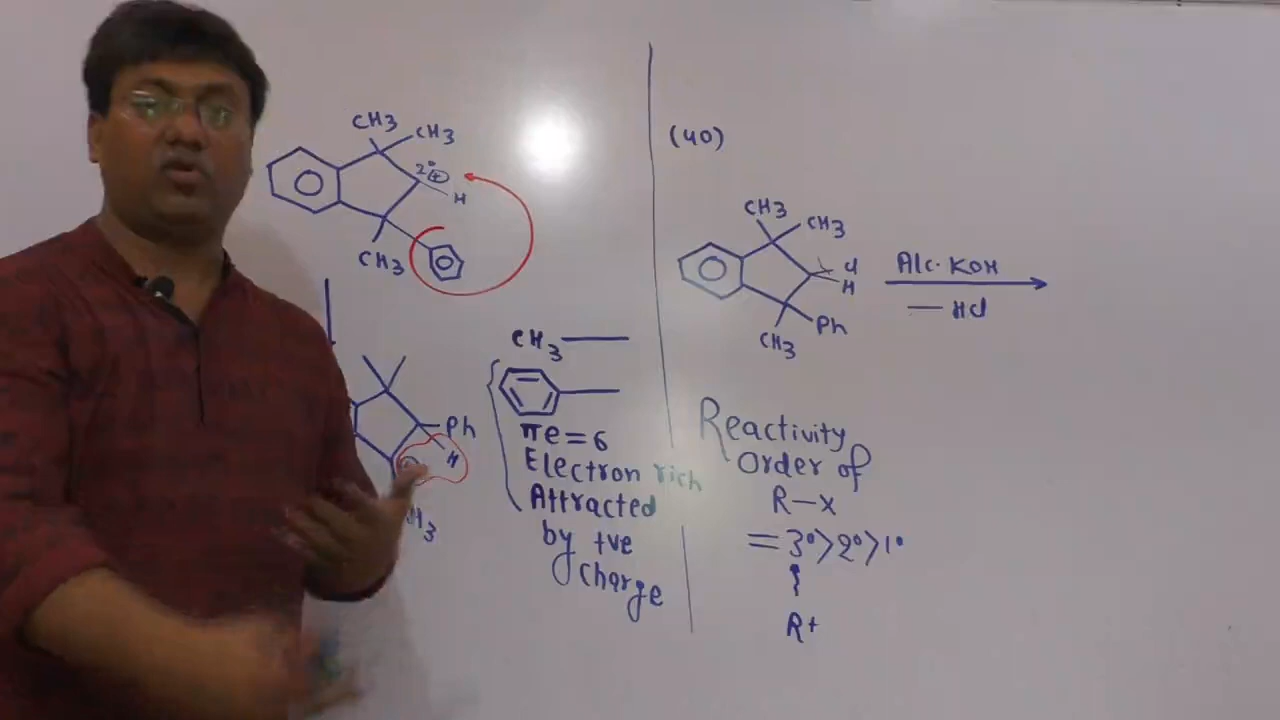 CH3 CH3
2° +
H
CH3
Ph
H
CH3
πe = 6
Electron rich
Attracted
by +ve
charge
(40)
CH3
CH3
H
Ph
CH3
Alc. KOH
— HCl
Reactivity
Order of
R—X
= 3°>2°>1°
R+